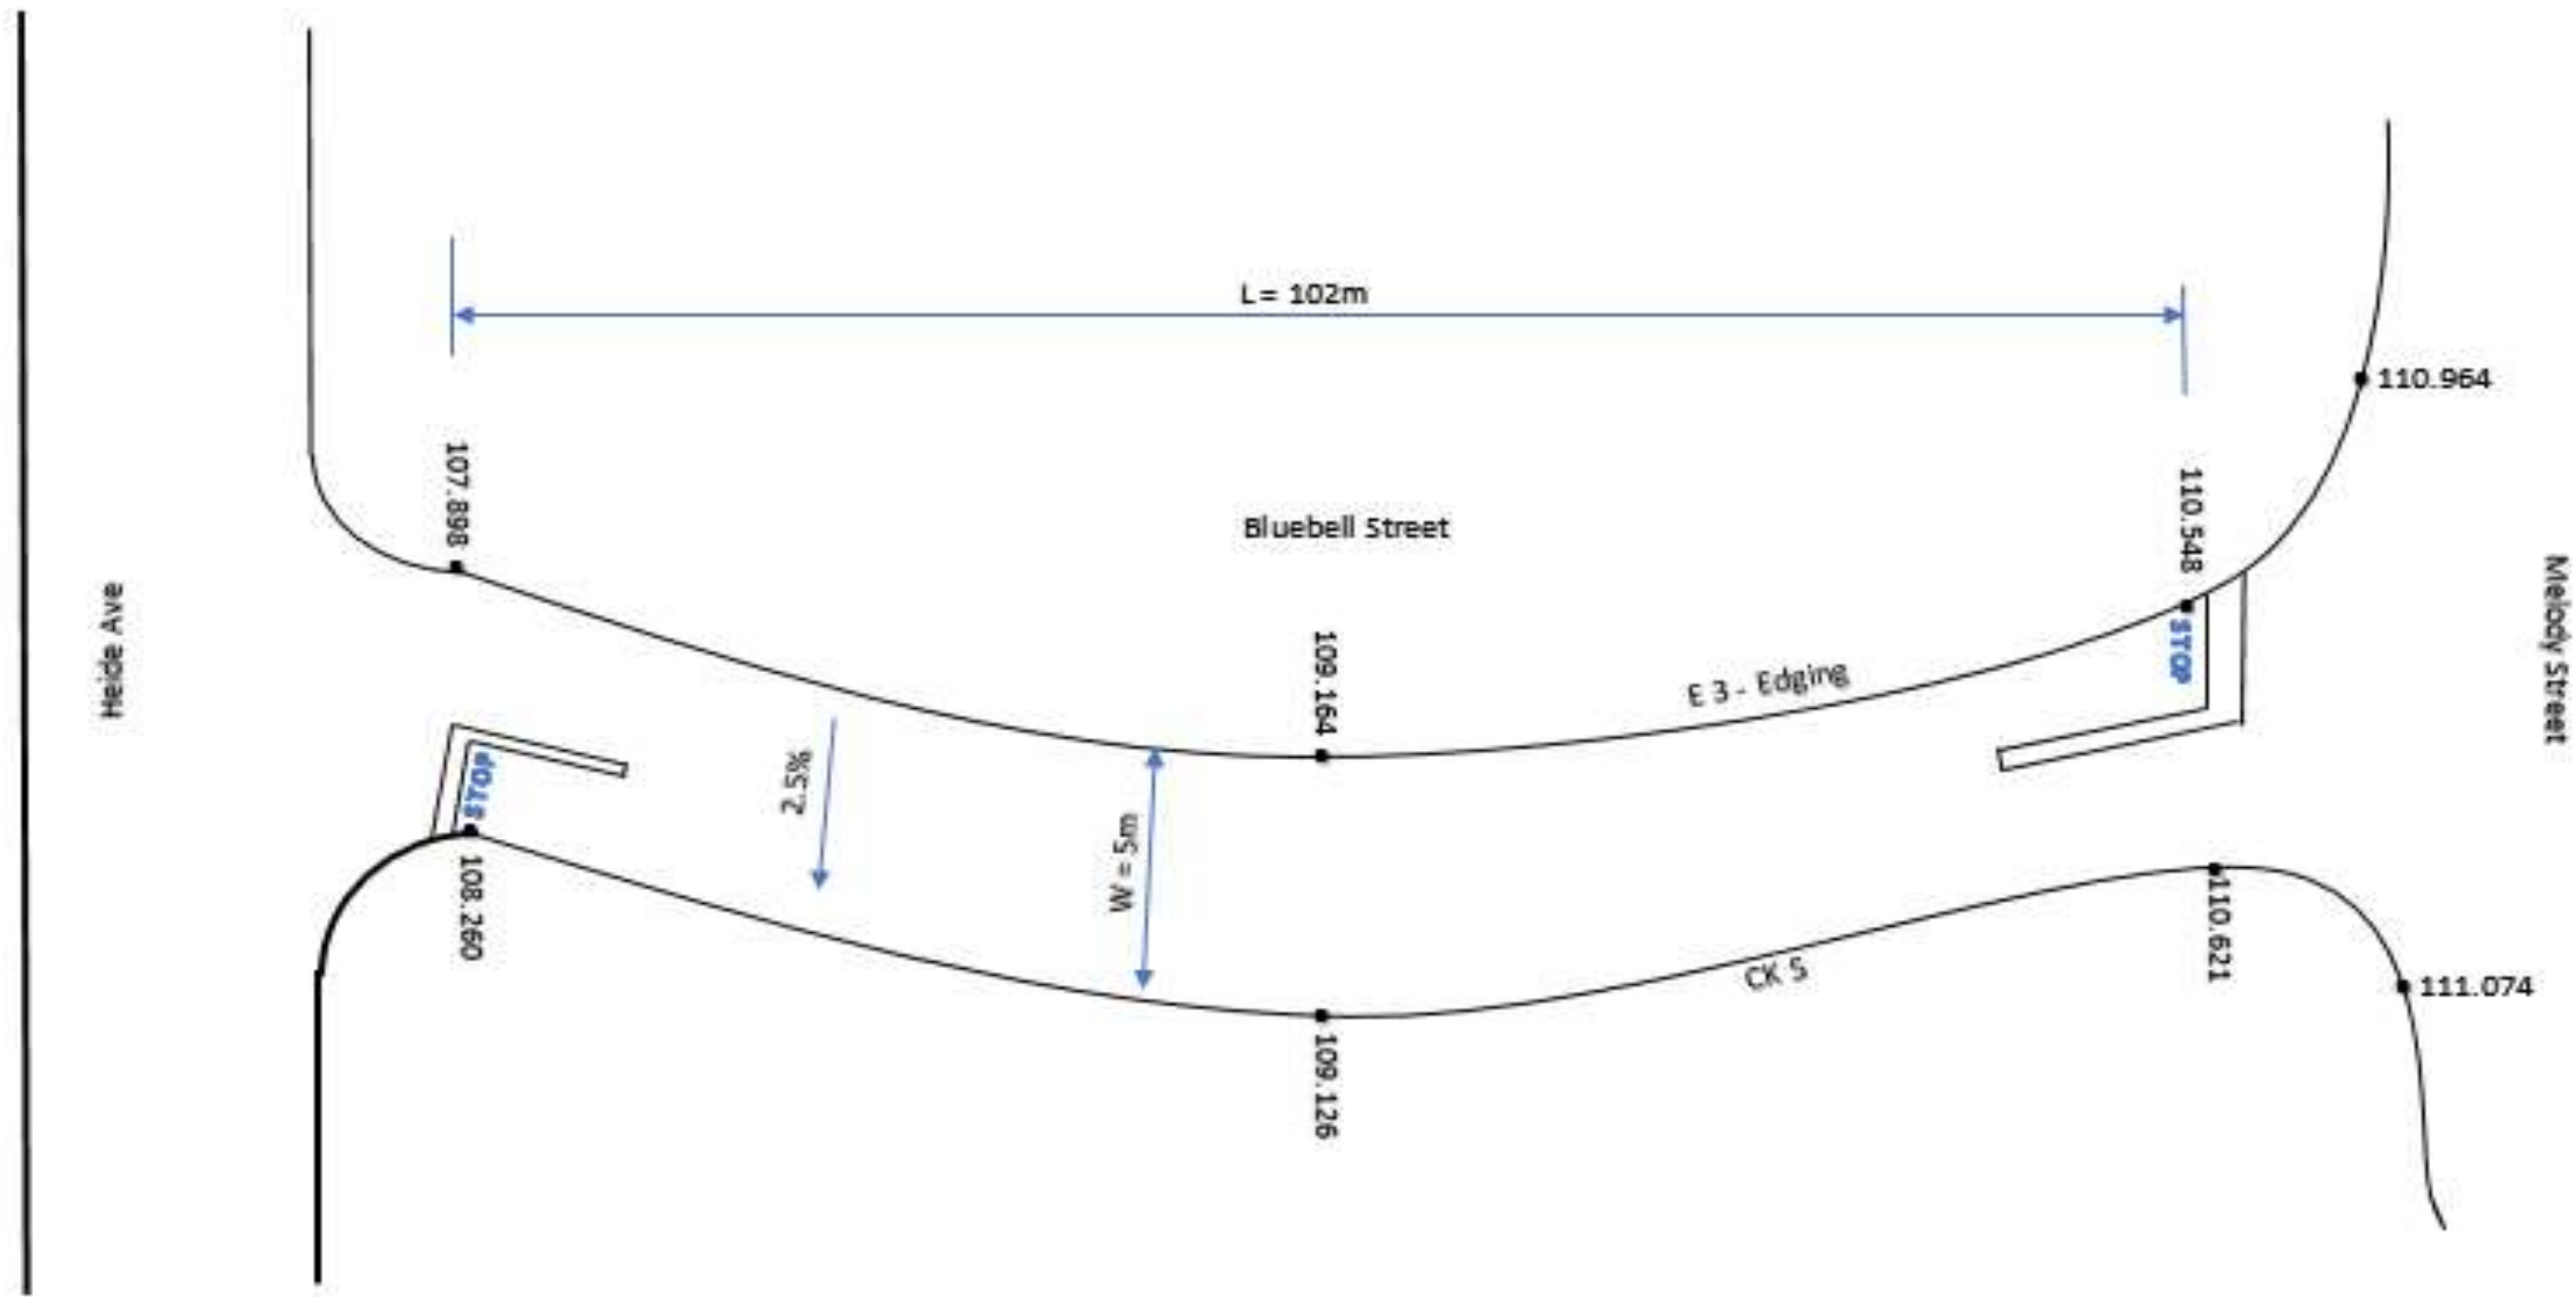 L = 102m
110.964
107.898
110.548
Bluebell Street
Heide Ave
Melody Street
109.164
E 3 - Edging
STOP
STOP
2.5%
W = 5m
108.260
CK 5
110.621
111.074
109.126